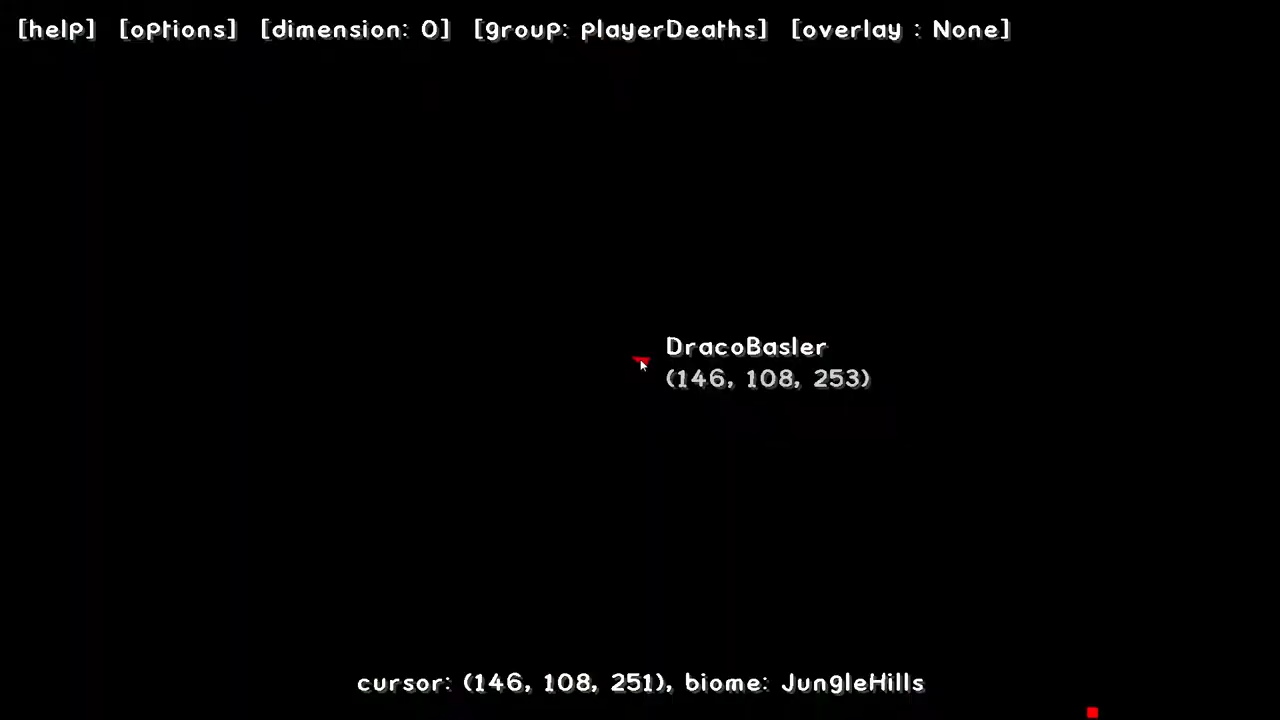 [help] [options] [dimension: 0] [group: playerDeaths] [overlay : None]
DracoBasler
(146, 108, 253)
cursor: (146, 108, 251), biome: JungleHills